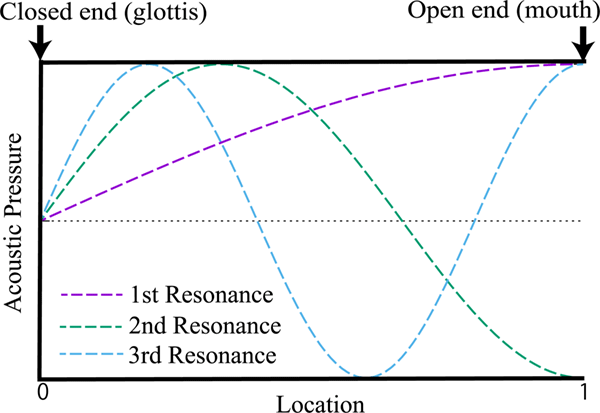 Closed end (glottis)
Open end (mouth)
Acoustic Pressure
1st Resonance
2nd Resonance
3rd Resonance
0
1
Location